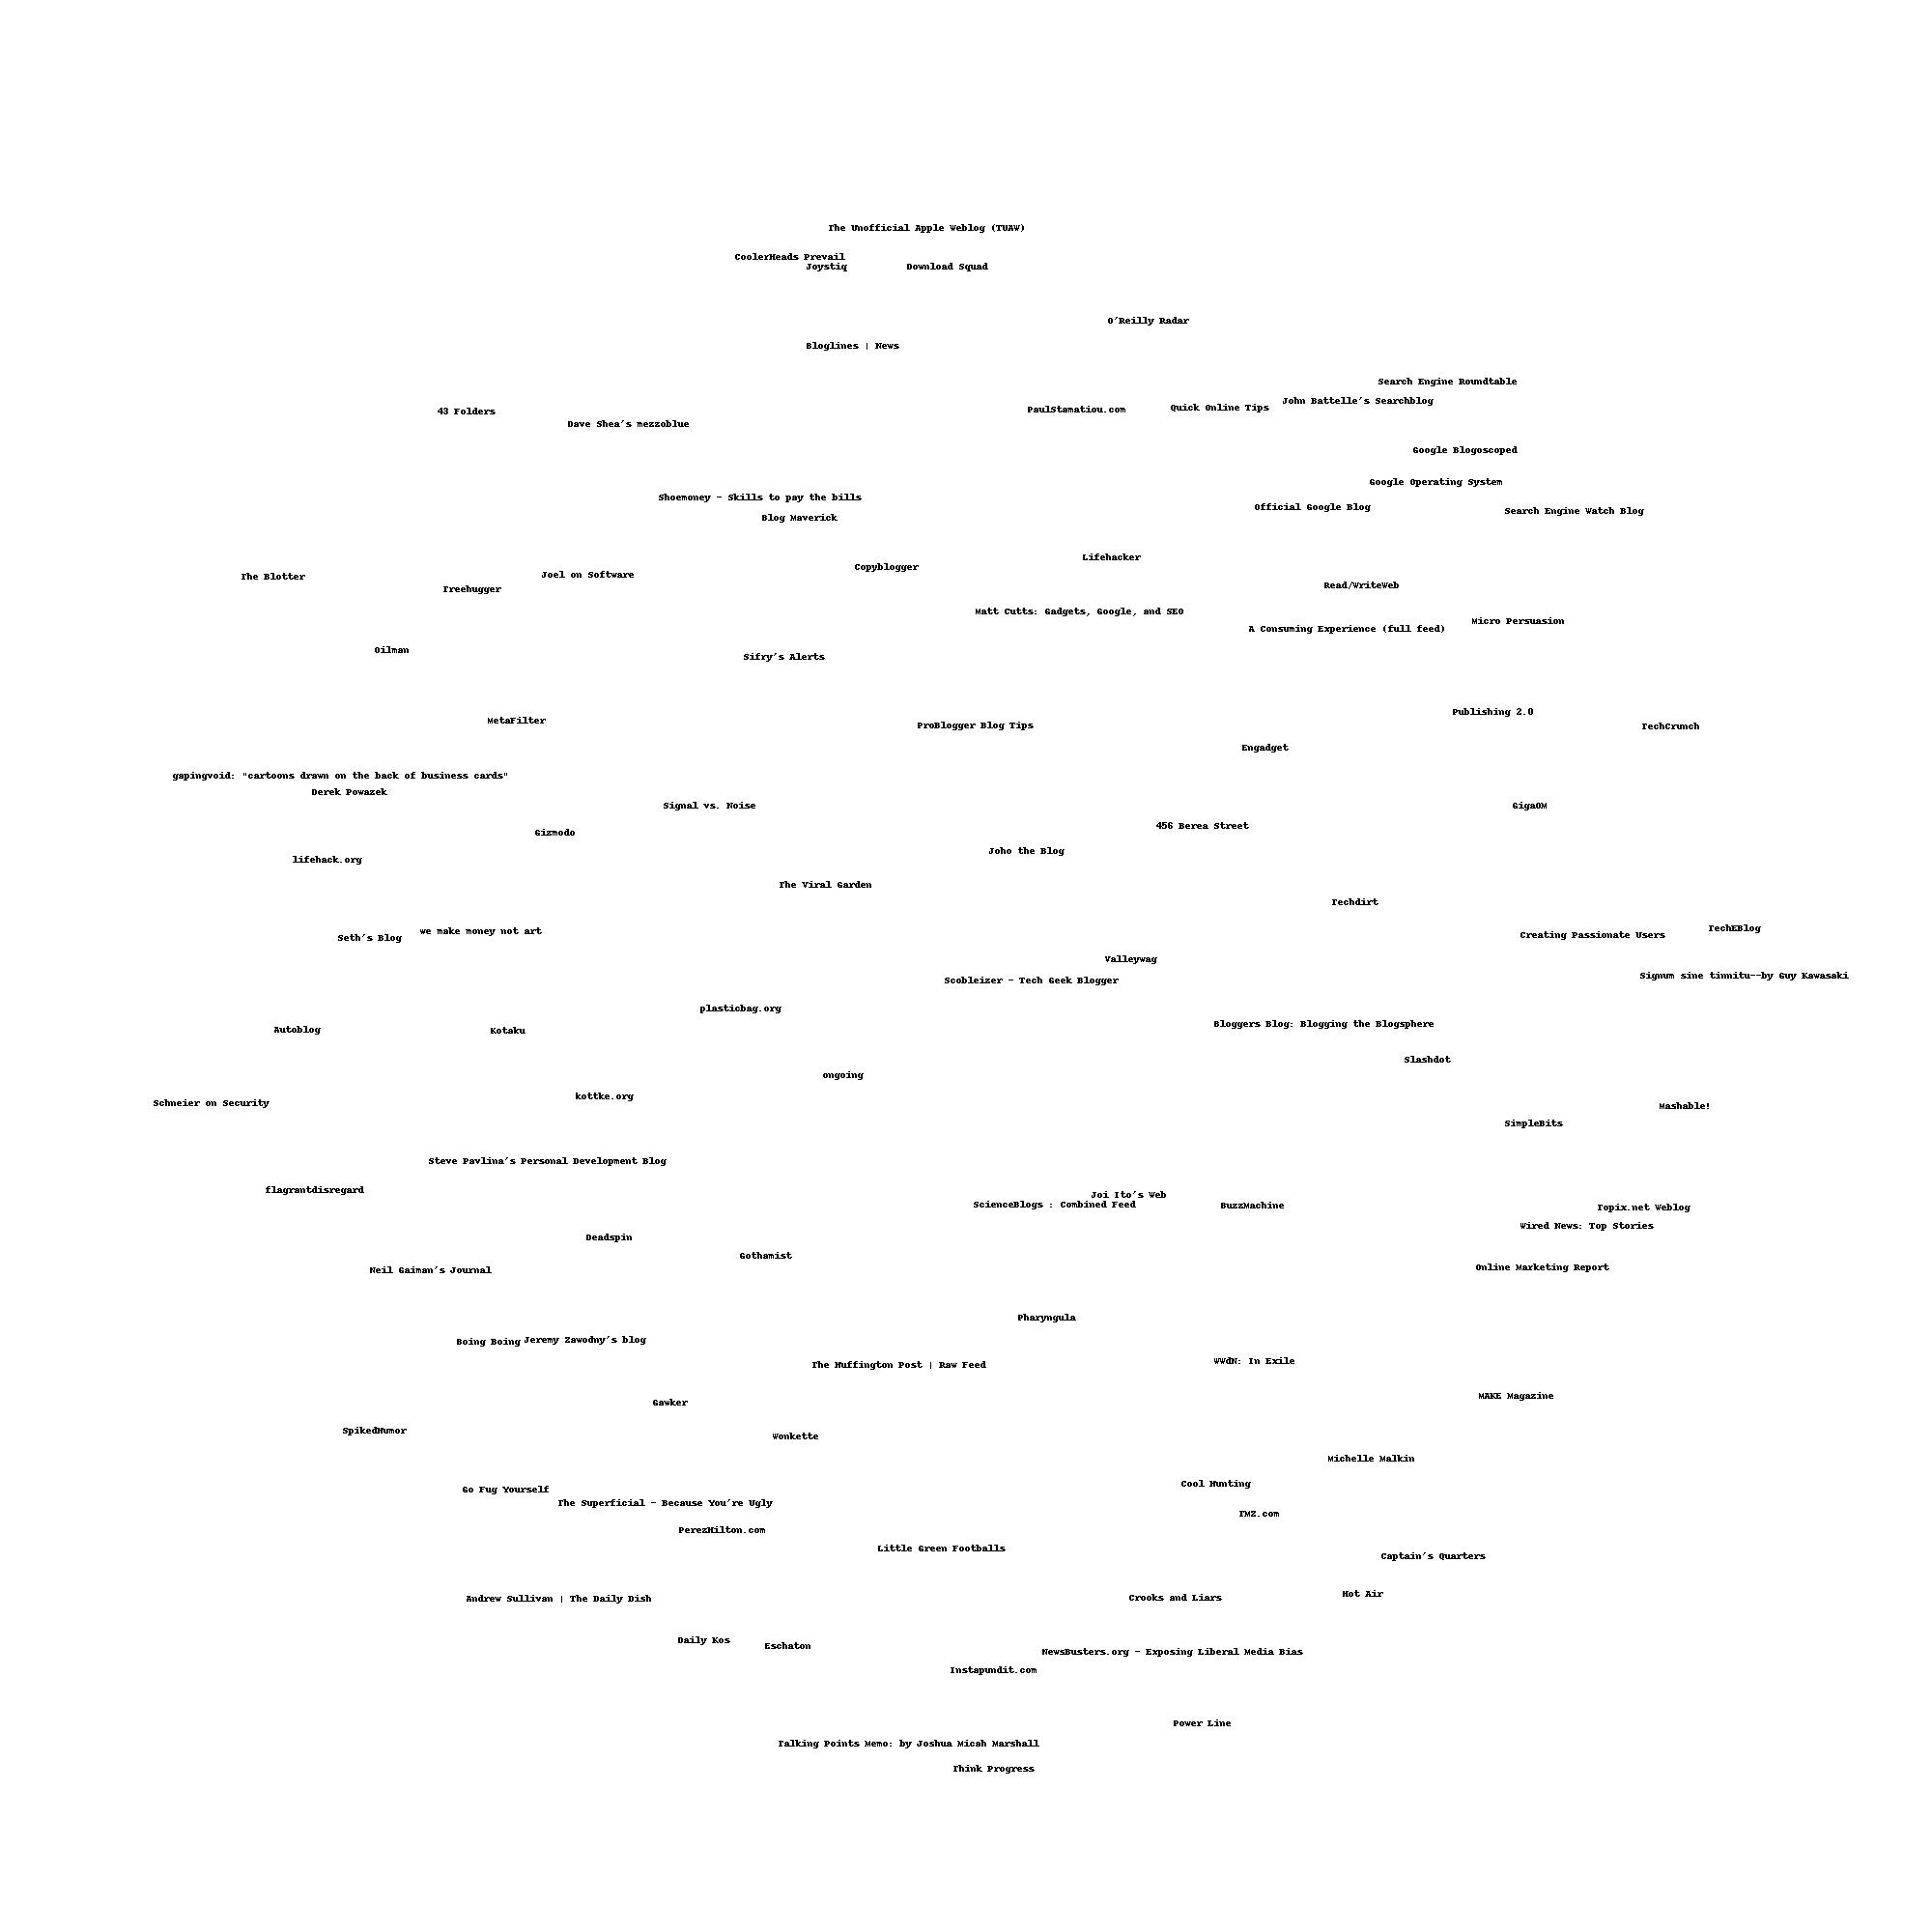 The Unofficial Apple Weblog (TUAW)
CoolerHeads Prevail
Joystiq
Download Squad
O'Reilly Radar
Bloglines | News
Search Engine Roundtable
John Battelle's Searchblog
43 Folders
PaulStamatiou.com
Quick Online Tips
Dave Shea's mezzoblue
Google Blogoscoped
Google Operating System
Shoemoney - Skills to pay the bills
Official Google Blog
Search Engine Watch Blog
Blog Maverick
Lifehacker
Copyblogger
The Blotter
Joel on Software
Treehugger
Read/WriteWeb
Matt Cutts: Gadgets, Google, and SEO
Micro Persuasion
A Consuming Experience (full feed)
Oilman
Sifry's Alerts
Publishing 2.0
MetaFilter
ProBlogger Blog Tips
TechCrunch
Engadget
gapingvoid: "cartoons drawn on the back of business cards"
Derek Powazek
Signal vs. Noise
GigaOM
456 Berea Street
Gizmodo
Joho the Blog
lifehack.org
The Viral Garden
Techdirt
TechEBlog
we make money not art
Creating Passionate Users
Seth's Blog
Valleywag
Signum sine tinnitu--by Guy Kawasaki
Scobleizer - Tech Geek Blogger
plasticbag.org
Bloggers Blog: Blogging the Blogsphere
Autoblog
Kotaku
Slashdot
ongoing
kottke.org
Schneier on Security
Mashable!
SimpleBits
Steve Pavlina's Personal Development Blog
flagrantdisregard
Joi Ito's Web
ScienceBlogs : Combined Feed
BuzzMachine
Topix.net Weblog
Wired News: Top Stories
Deadspin
Gothamist
Online Marketing Report
Neil Gaiman's Journal
Pharyngula
Boing Boing
Jeremy Zawodny's blog
WWdN: In Exile
The Huffington Post | Raw Feed
MAKE Magazine
Gawker
SpikedHumor
Wonkette
Michelle Malkin
Cool Hunting
Go Fug Yourself
The Superficial - Because You're Ugly
TMZ.com
PerezHilton.com
Little Green Footballs
Captain's Quarters
Hot Air
Crooks and Liars
Andrew Sullivan | The Daily Dish
Daily Kos
Eschaton
NewsBusters.org - Exposing Liberal Media Bias
Instapundit.com
Power Line
Talking Points Memo: by Joshua Micah Marshall
Think Progress